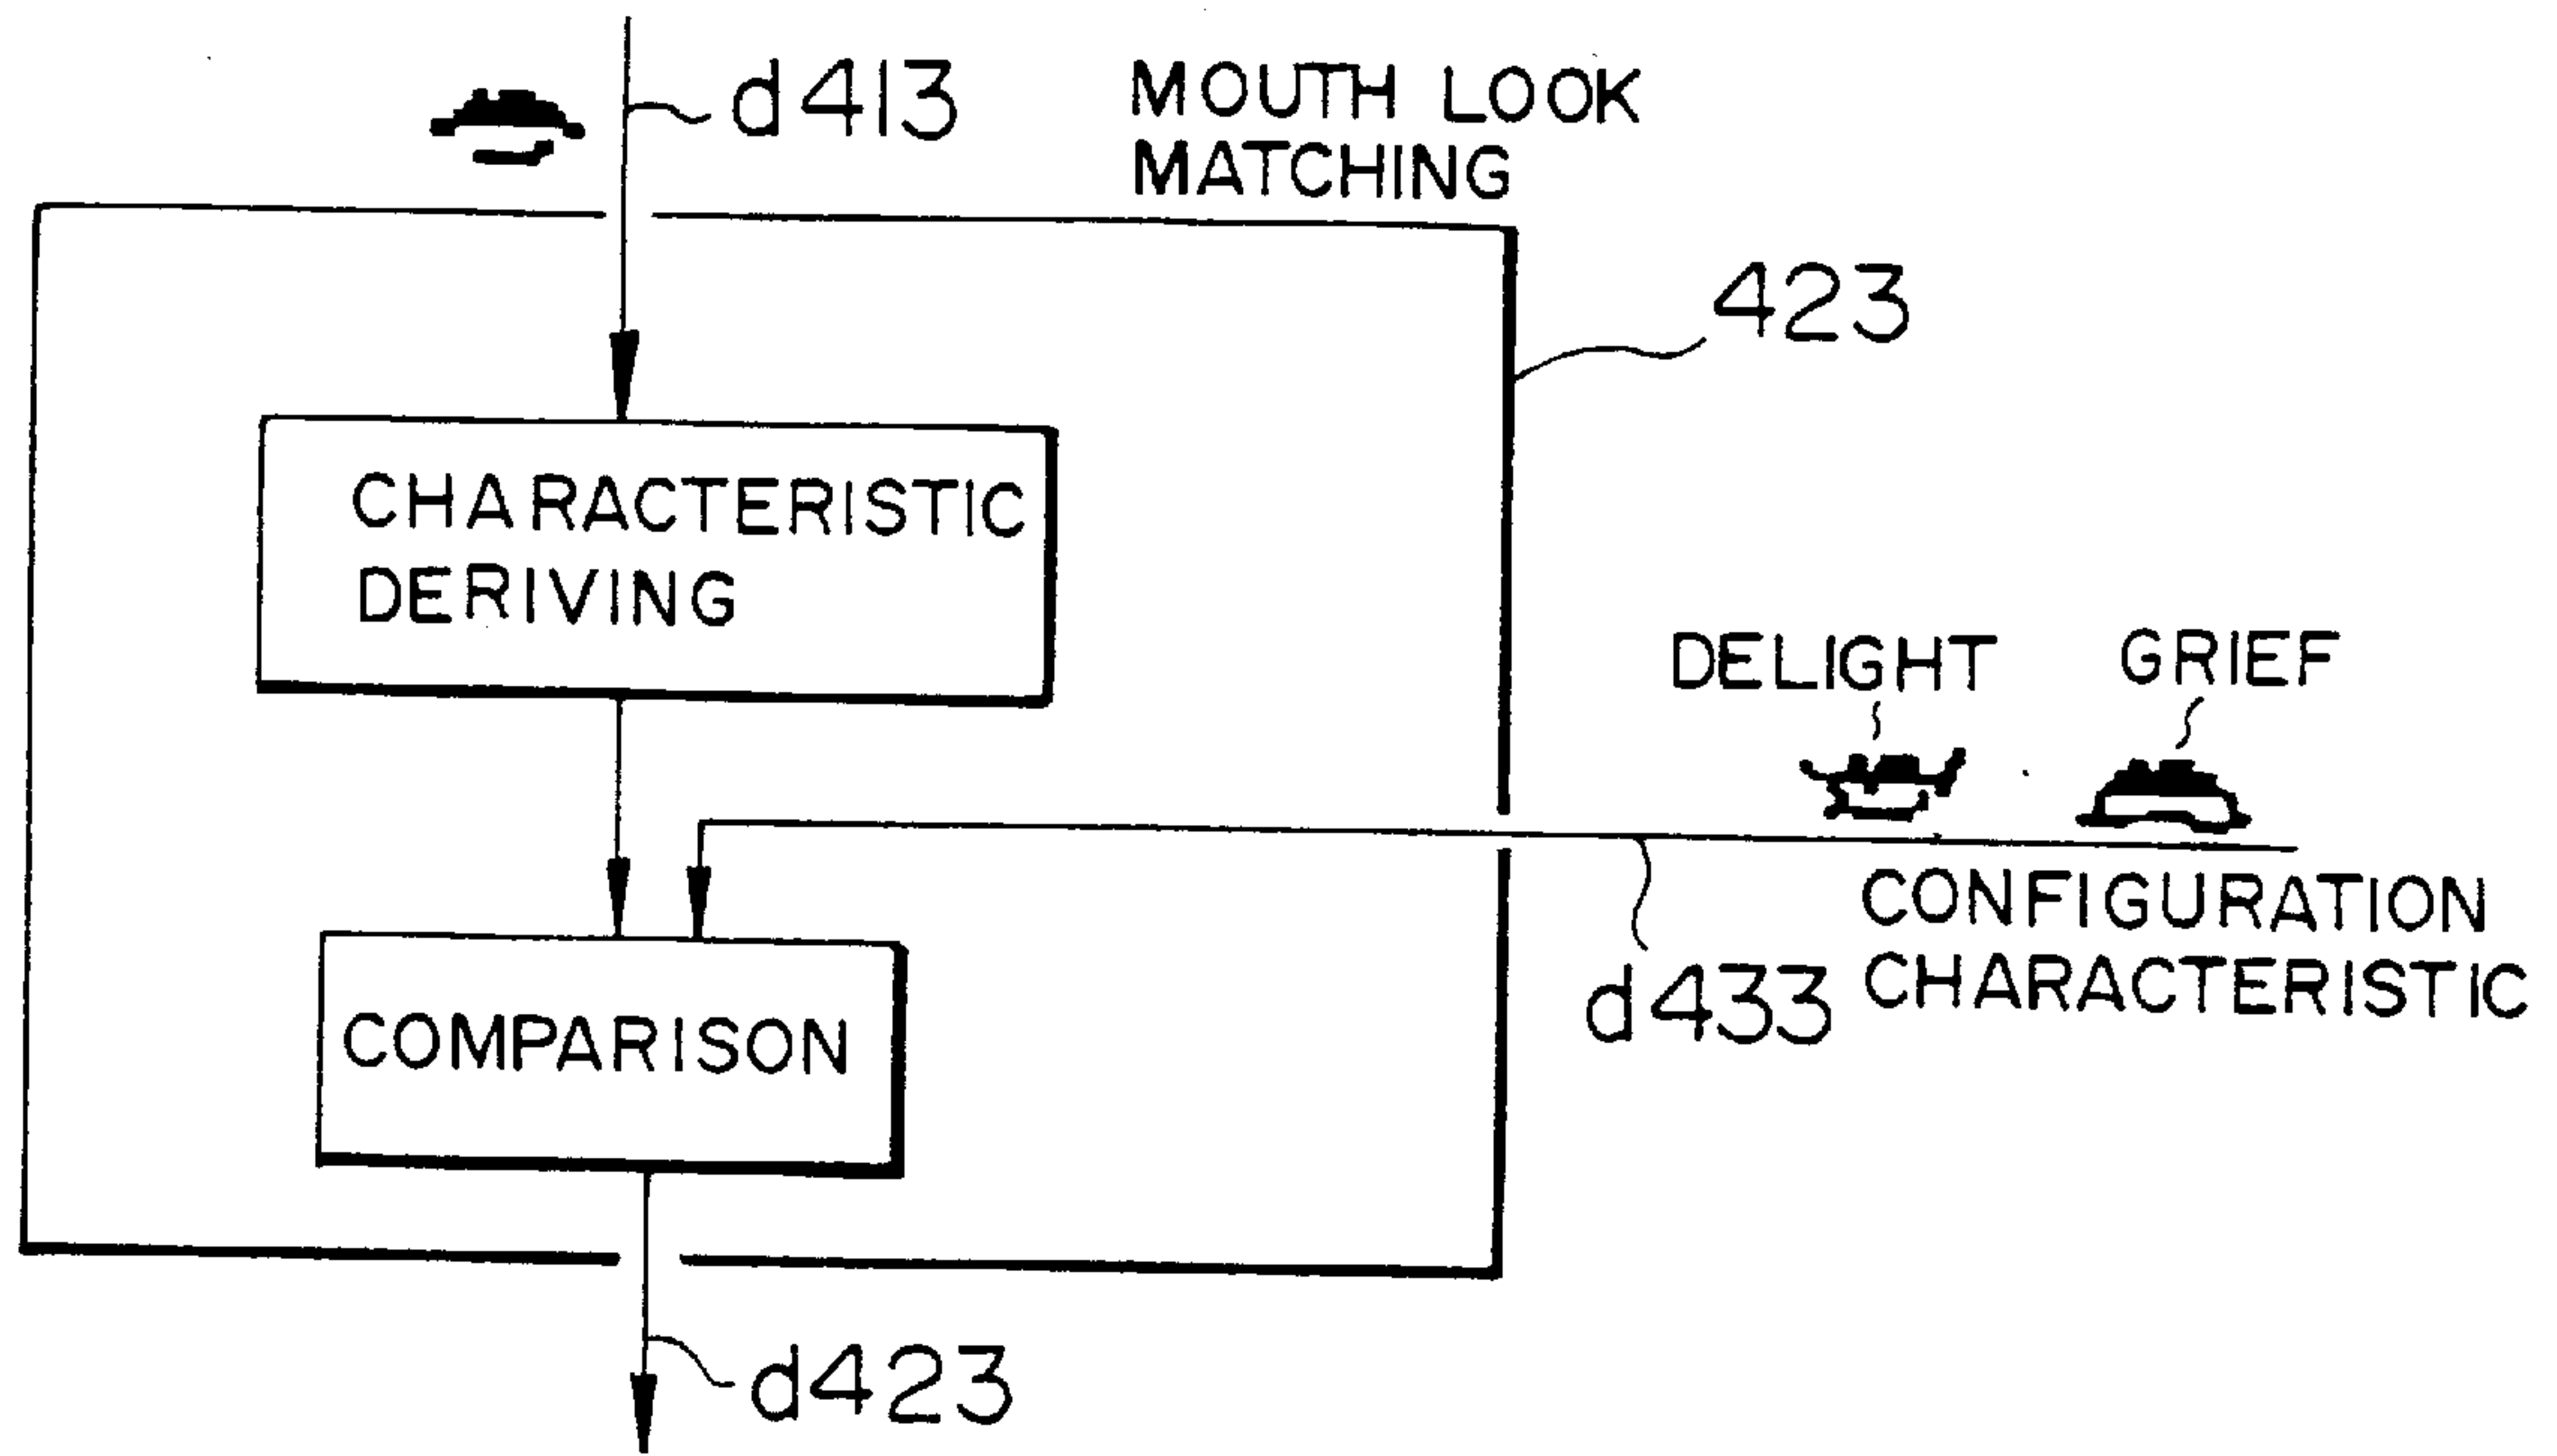 d413
MOUTH LOOK
MATCHING
423
CHARACTERISTIC
DERIVING
DELIGHT
GRIEF
CONFIGURATION
CHARACTERISTIC
d433
COMPARISON
d423